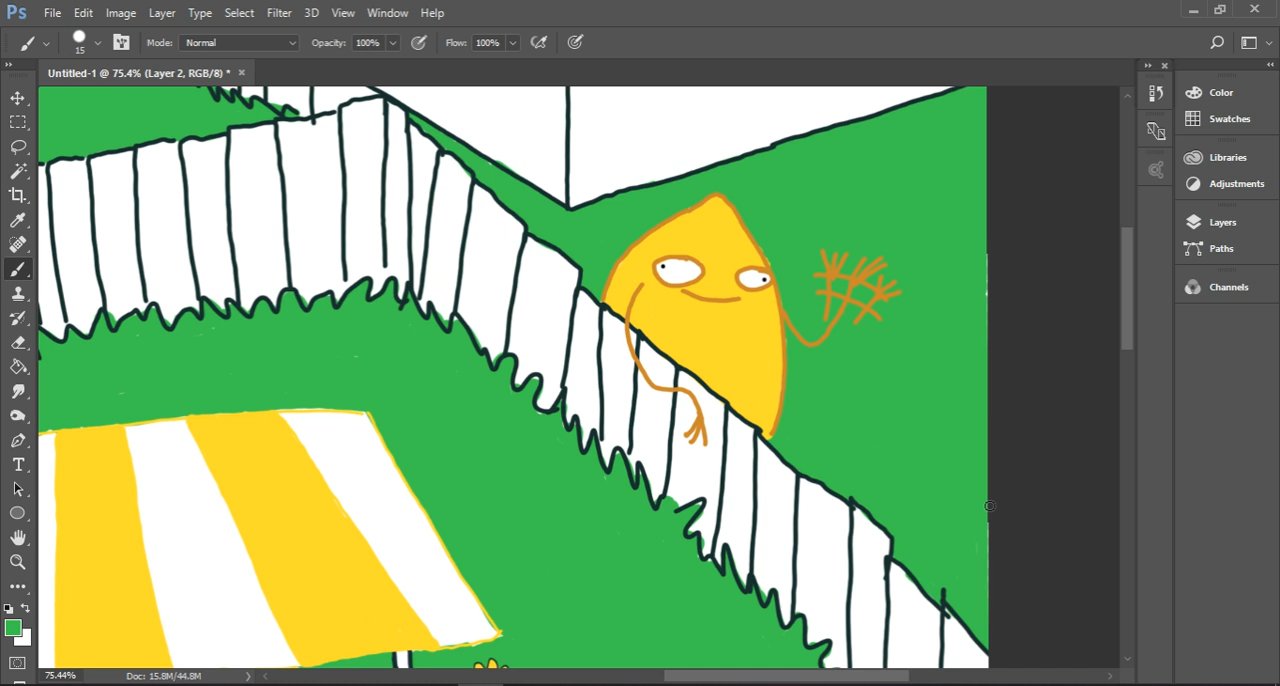 Ps File Edit Image Layer Type Select Filter 3D View Window Help
15 Mode: Normal Opacity: 100% Flow: 100%
Untitled-1 @ 75.4% (Layer 2, RGB/8) *
Color
Swatches
Libraries
Adjustments
Layers
Paths
Channels
T
75.44% Doc: 15.8M/44.8M